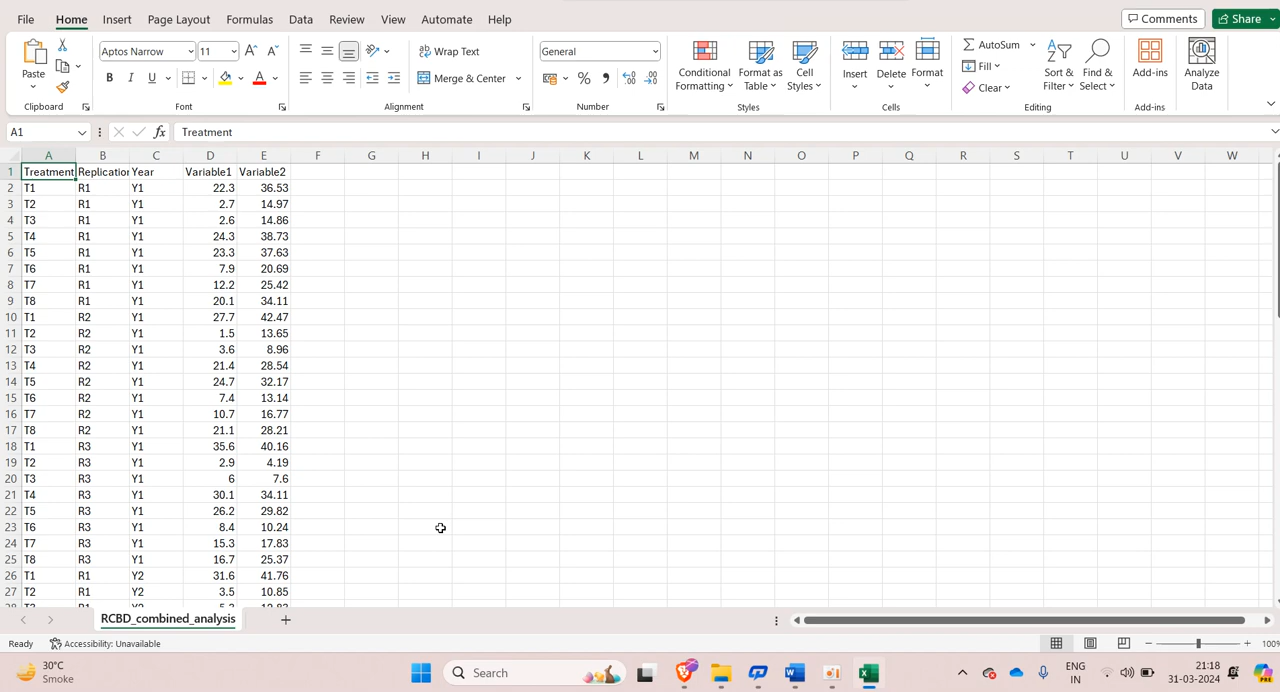 File Home Insert Page Layout Formulas Data Review View Automate Help Comments Share
Paste
Clipboard
Aptos Narrow 11
B I U
Font
Wrap Text
Merge & Center
Alignment
General
Number
Conditional Formatting
Format as Table
Cell Styles
Styles
Insert
Delete
Format
Cells
AutoSum
Fill
Clear
Sort & Filter
Find & Select
Editing
Add-ins
Add-ins
Analyze Data
A1 fx Treatment
A B C D E F G H I J K L M N O P Q R S T U V W
1 Treatment Replication Year Variable1 Variable2
2 T1 R1 Y1 22.3 36.53
3 T2 R1 Y1 2.7 14.97
4 T3 R1 Y1 2.6 14.86
5 T4 R1 Y1 24.3 38.73
6 T5 R1 Y1 23.3 37.63
7 T6 R1 Y1 7.9 20.69
8 T7 R1 Y1 12.2 25.42
9 T8 R1 Y1 20.1 34.11
10 T1 R2 Y1 27.7 42.47
11 T2 R2 Y1 1.5 13.65
12 T3 R2 Y1 3.6 8.96
13 T4 R2 Y1 21.4 28.54
14 T5 R2 Y1 24.7 32.17
15 T6 R2 Y1 7.4 13.14
16 T7 R2 Y1 10.7 16.77
17 T8 R2 Y1 21.1 28.21
18 T1 R3 Y1 35.6 40.16
19 T2 R3 Y1 2.9 4.19
20 T3 R3 Y1 6 7.6
21 T4 R3 Y1 30.1 34.11
22 T5 R3 Y1 26.2 29.82
23 T6 R3 Y1 8.4 10.24
24 T7 R3 Y1 15.3 17.83
25 T8 R3 Y1 16.7 25.37
26 T1 R1 Y2 31.6 41.76
27 T2 R1 Y2 3.5 10.85
RCBD_combined_analysis
Ready Accessibility: Unavailable 100%
30°C
Smoke
Search
ENG
IN
21:18
31-03-2024